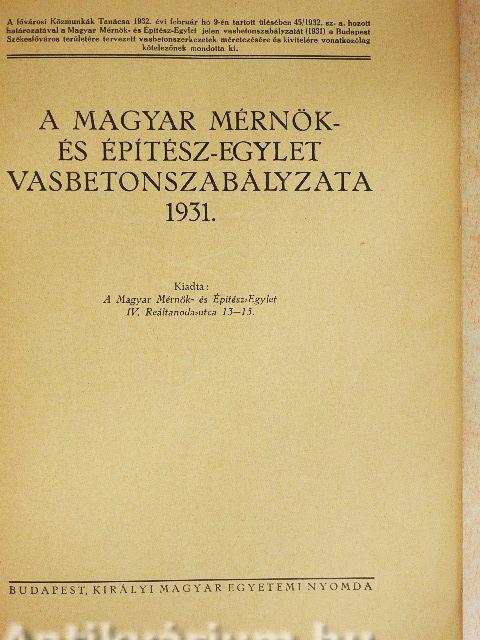 A fővárosi Közmunkák Tanácsa 1932. évi február hó 9-én tartott ülésében 45/1932. sz. a. hozott
határozatával a Magyar Mérnök- és Építész-Egylet jelen vasbetonszabályzatát (1931) a Budapest
Székesfőváros területére tervezett vasbetonszerkezetek méretezésére és kivitelére vonatkozólag
kötelezőnek mondotta ki.
A MAGYAR MÉRNÖK-
ÉS ÉPÍTÉSZ-EGYLET
VASBETONSZABÁLYZATA
1931.
Kiadta:
A Magyar Mérnök- és Építész-Egylet
IV. Reáltanoda-utca 13—15.
BUDAPEST, KIRÁLYI MAGYAR EGYETEMI NYOMDA
Antikvárium.hu